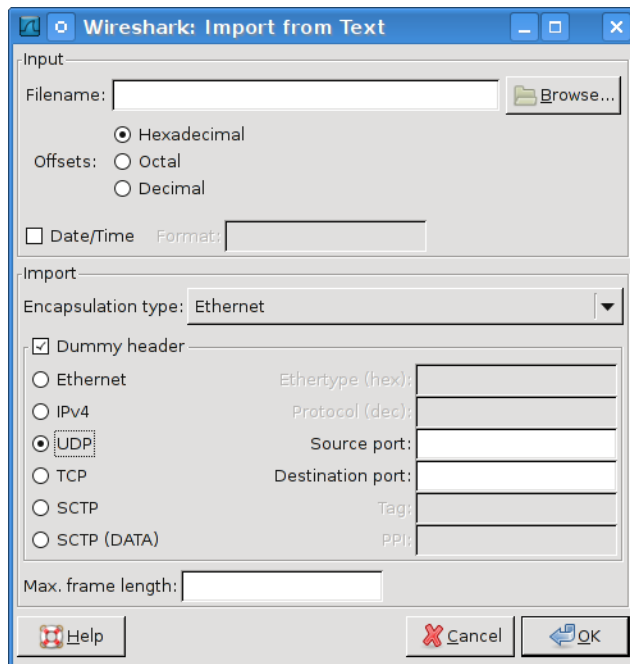 Wireshark: Import from Text
Input
Filename:
Browse...
Hexadecimal
Offsets:
Octal
Decimal
Date/Time
Format:
Import
Encapsulation type:
Ethernet
Dummy header
Ethernet
Ethertype (hex):
IPv4
Protocol (dec):
UDP
Source port:
TCP
Destination port:
SCTP
Tag:
SCTP (DATA)
PPI:
Max. frame length:
Help
Cancel
OK